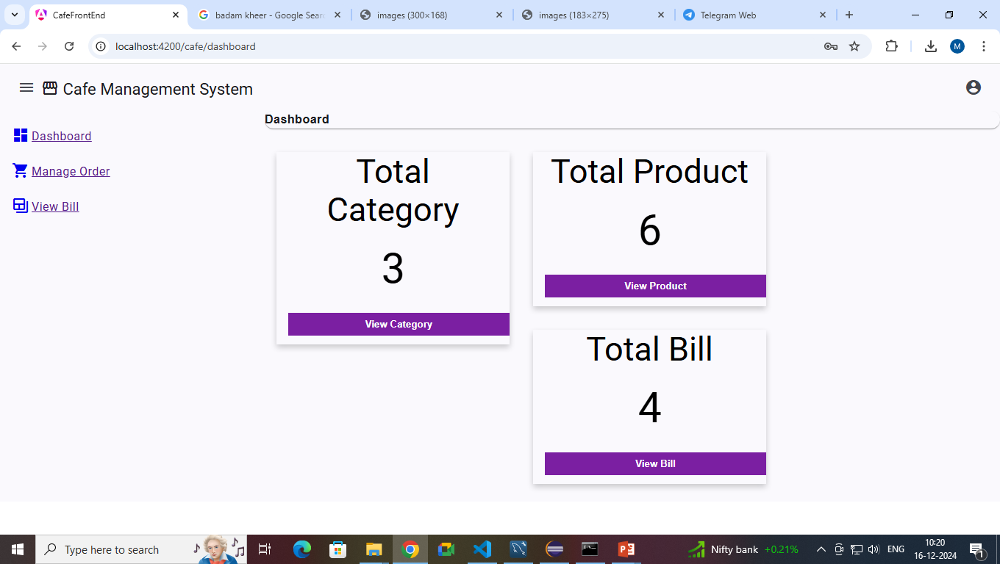 CafeFrontEnd
badam kheer - Google Sear
images (300×168)
images (183×275)
Telegram Web
localhost:4200/cafe/dashboard
M
Cafe Management System
Dashboard
Dashboard
Manage Order
View Bill
Total
Category
3
View Category
Total Product
6
View Product
Total Bill
4
View Bill
Type here to search
Nifty bank +0.21%
ENG
10:20
16-12-2024
1